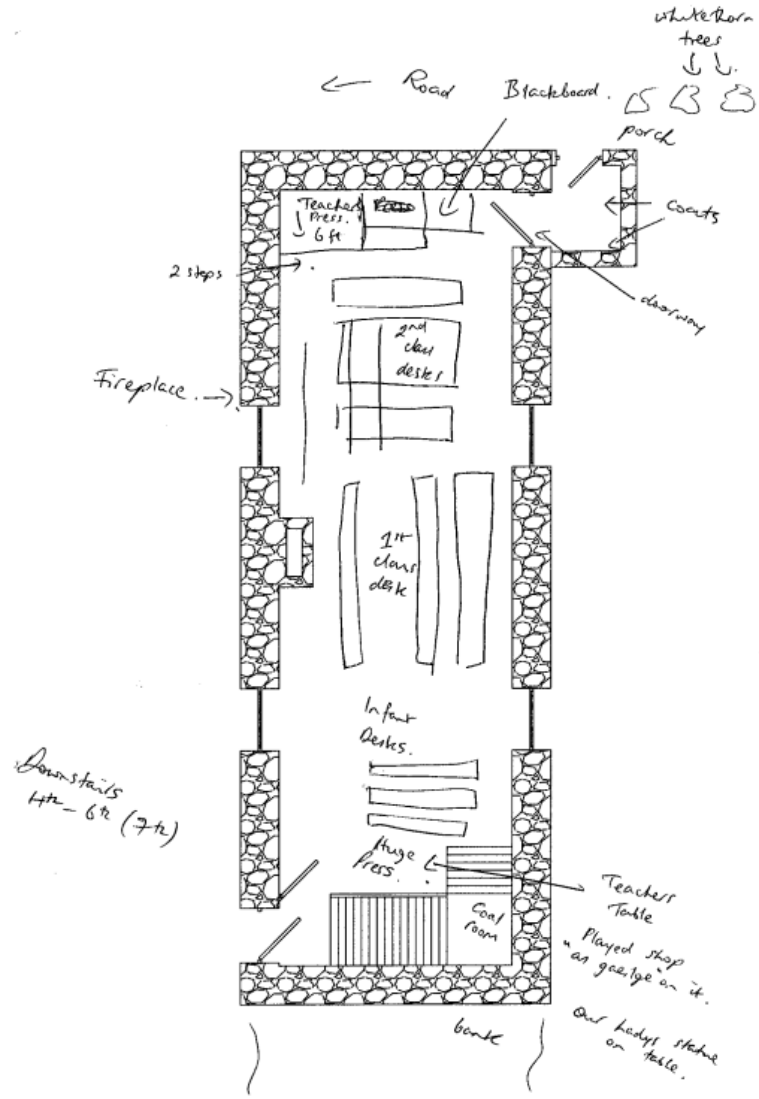 whitethorn
trees
Road
Blackboard.
porch
Teachers
Press.
6 ft
coats
2 steps
doorway
2nd
class
desks
Fireplace.
1st
class
desk
Infant
Desks.
Downstairs
4th - 6th (7th)
Huge
Press.
Coal
room
Teachers
Table
Played shop
"as gaeilge" on it.
Our Ladys statue
on table.
bank